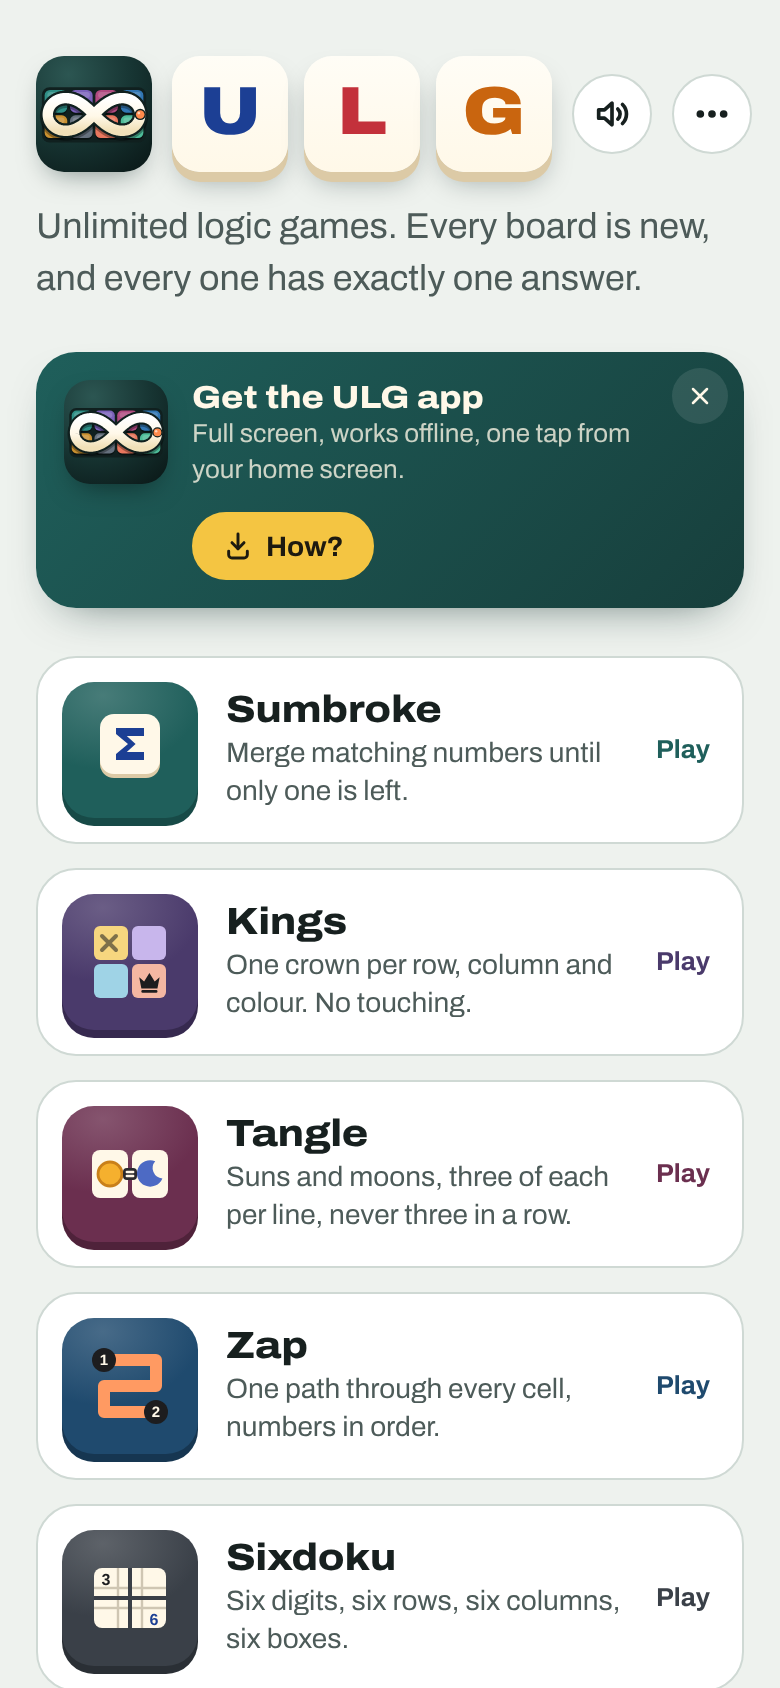 U L G
Unlimited logic games. Every board is new,
and every one has exactly one answer.
Get the ULG app
Full screen, works offline, one tap from
your home screen.
How?
Σ
Sumbroke
Merge matching numbers until
only one is left.
Play
Kings
One crown per row, column and
colour. No touching.
Play
Tangle
Suns and moons, three of each
per line, never three in a row.
Play
1
2
Zap
One path through every cell,
numbers in order.
Play
3
6
Sixdoku
Six digits, six rows, six columns,
six boxes.
Play